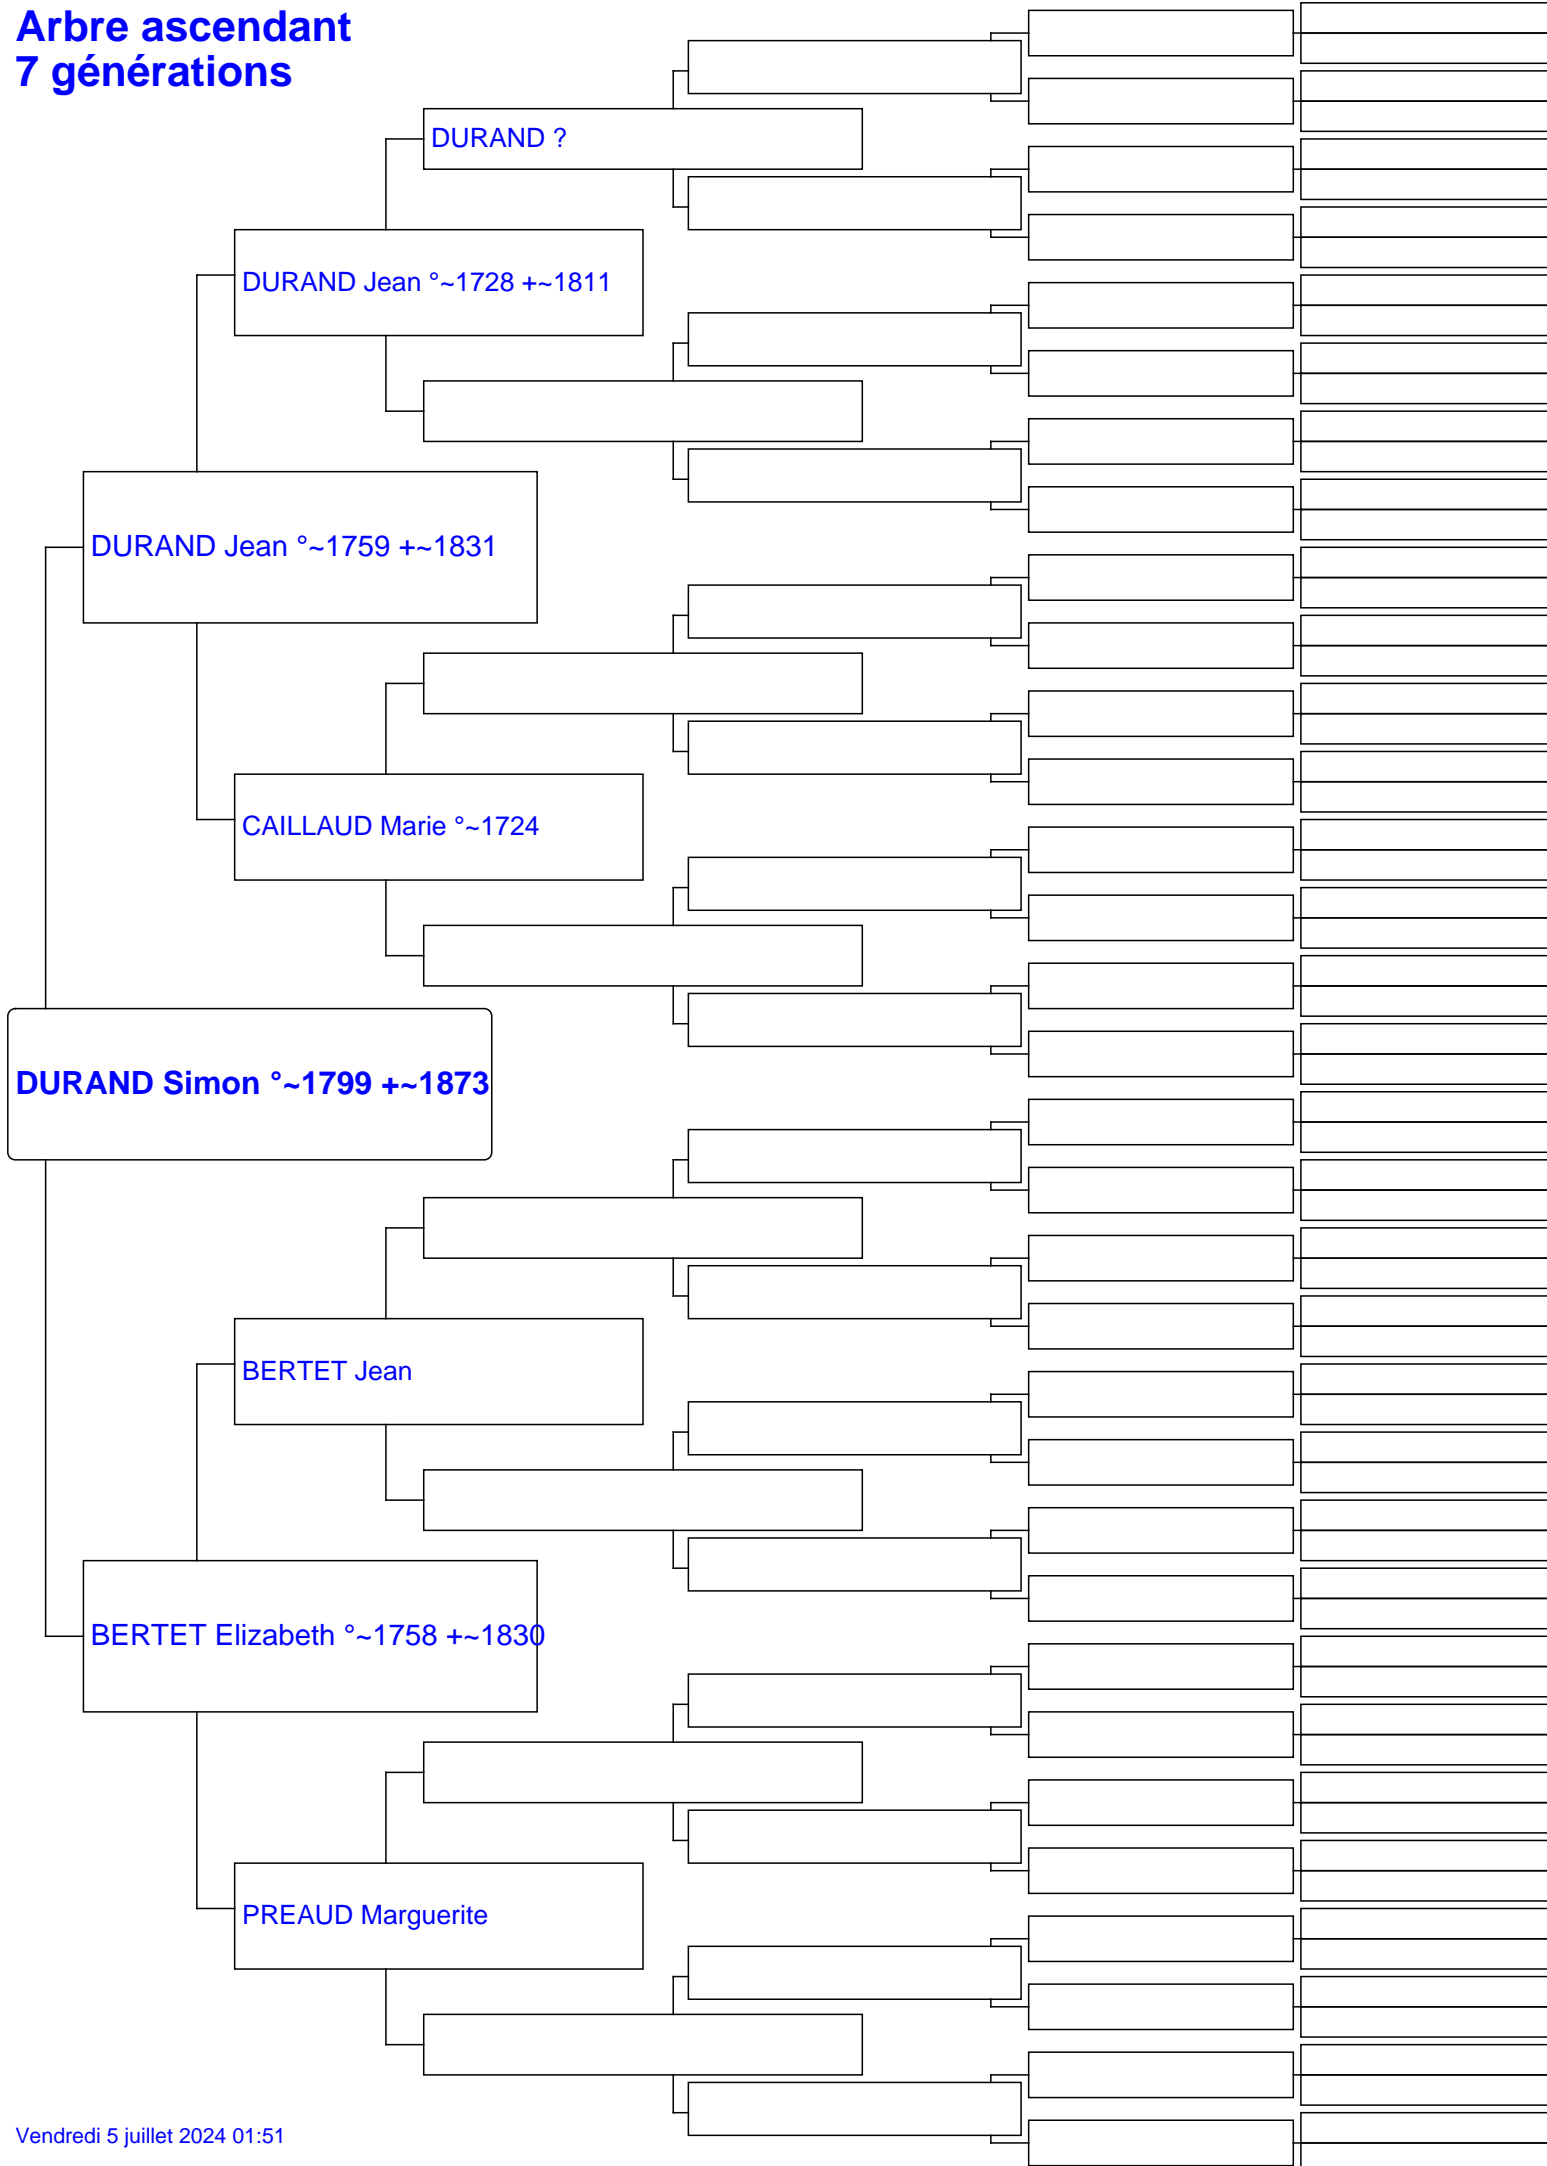 Arbre ascendant
7 générations
DURAND ?
DURAND Jean °~1728 +~1811
DURAND Jean °~1759 +~1831
CAILLAUD Marie °~1724
DURAND Simon °~1799 +~1873
BERTET Jean
BERTET Elizabeth °~1758 +~1830
PREAUD Marguerite
Vendredi 5 juillet 2024 01:51